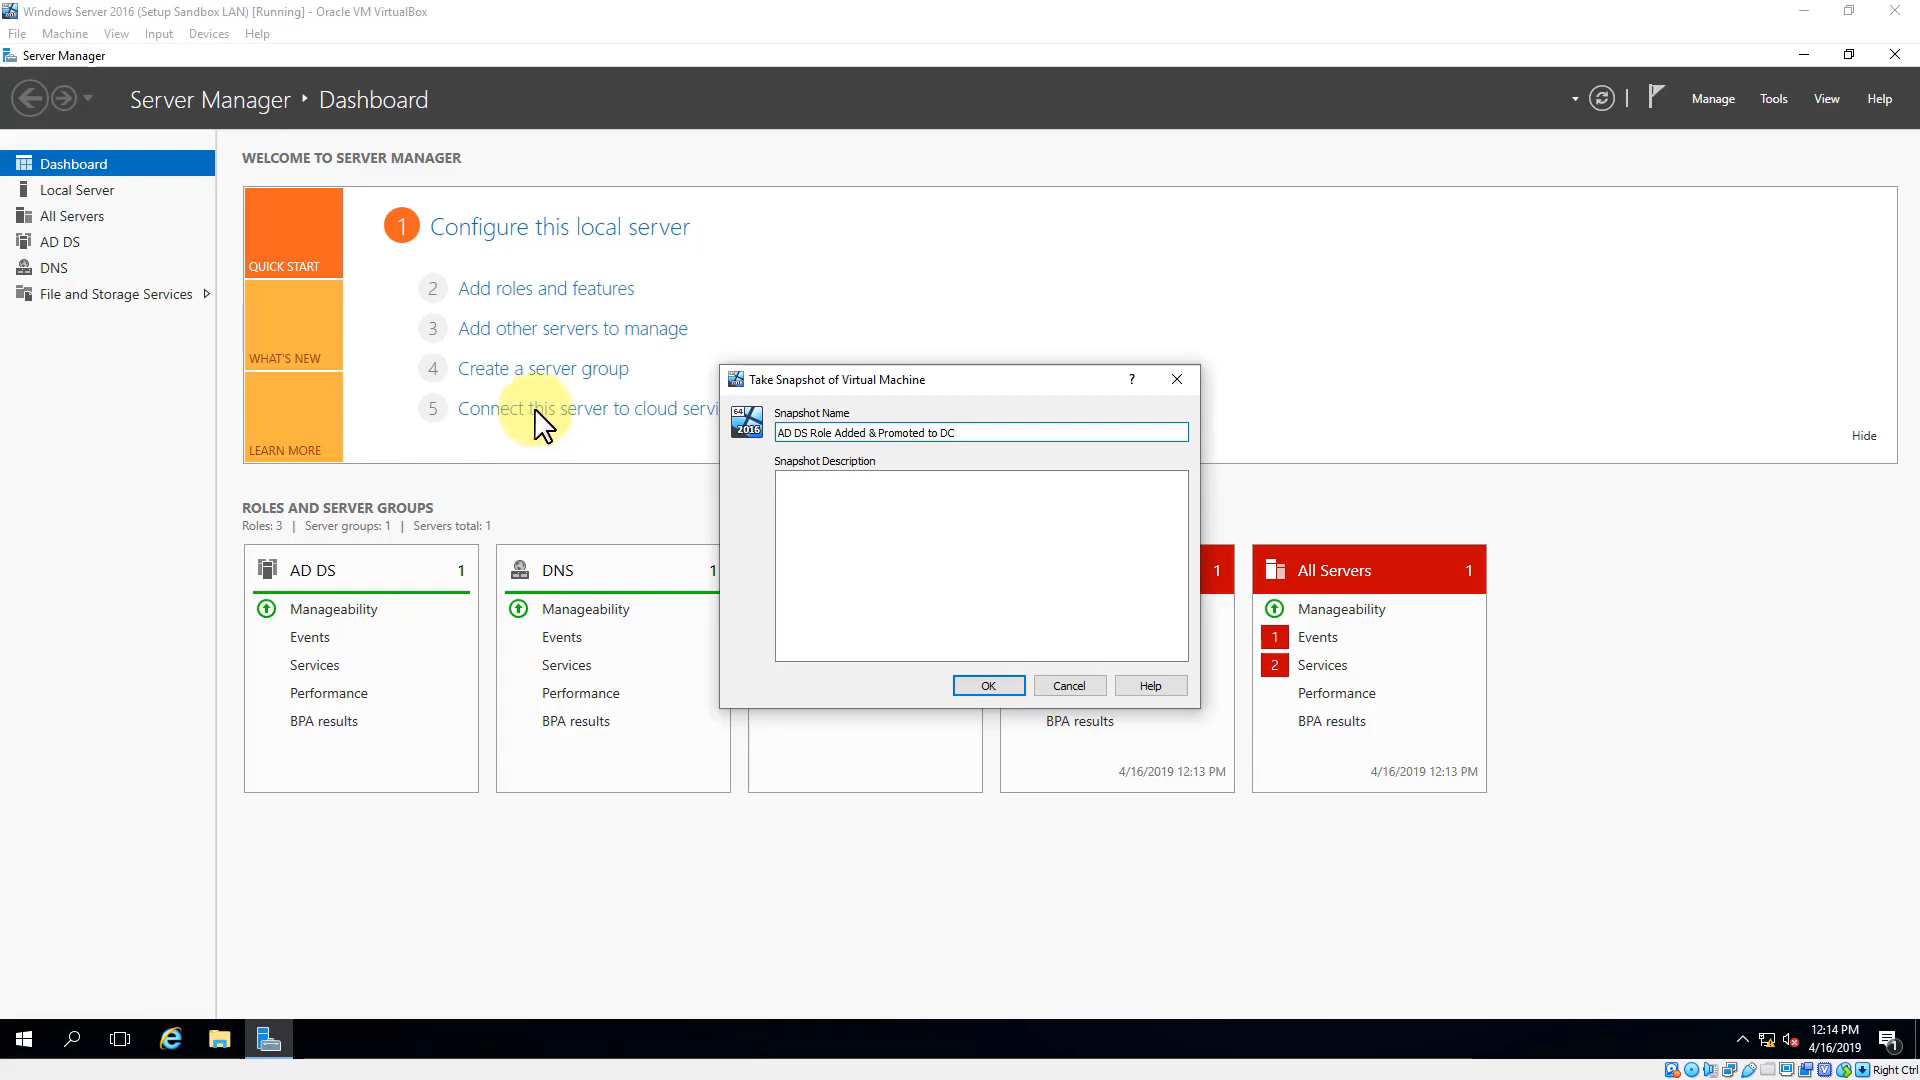 Windows Server 2016 (Setup Sandbox LAN) [Running] - Oracle VM VirtualBox
File Machine View Input Devices Help
Server Manager
Server Manager ‣ Dashboard
Manage Tools View Help
Dashboard
Local Server
All Servers
AD DS
DNS
File and Storage Services
WELCOME TO SERVER MANAGER
QUICK START
WHAT'S NEW
LEARN MORE
1 Configure this local server
2 Add roles and features
3 Add other servers to manage
4 Create a server group
5 Connect this server to cloud servi
Hide
Take Snapshot of Virtual Machine
?
64
2016
Snapshot Name
AD DS Role Added & Promoted to DC
Snapshot Description
OK Cancel Help
ROLES AND SERVER GROUPS
Roles: 3 | Server groups: 1 | Servers total: 1
AD DS 1
Manageability
Events
Services
Performance
BPA results
DNS 1
Manageability
Events
Services
Performance
BPA results
1
BPA results
4/16/2019 12:13 PM
All Servers 1
Manageability
1 Events
2 Services
Performance
BPA results
4/16/2019 12:13 PM
12:14 PM
4/16/2019
1
Right Ctrl